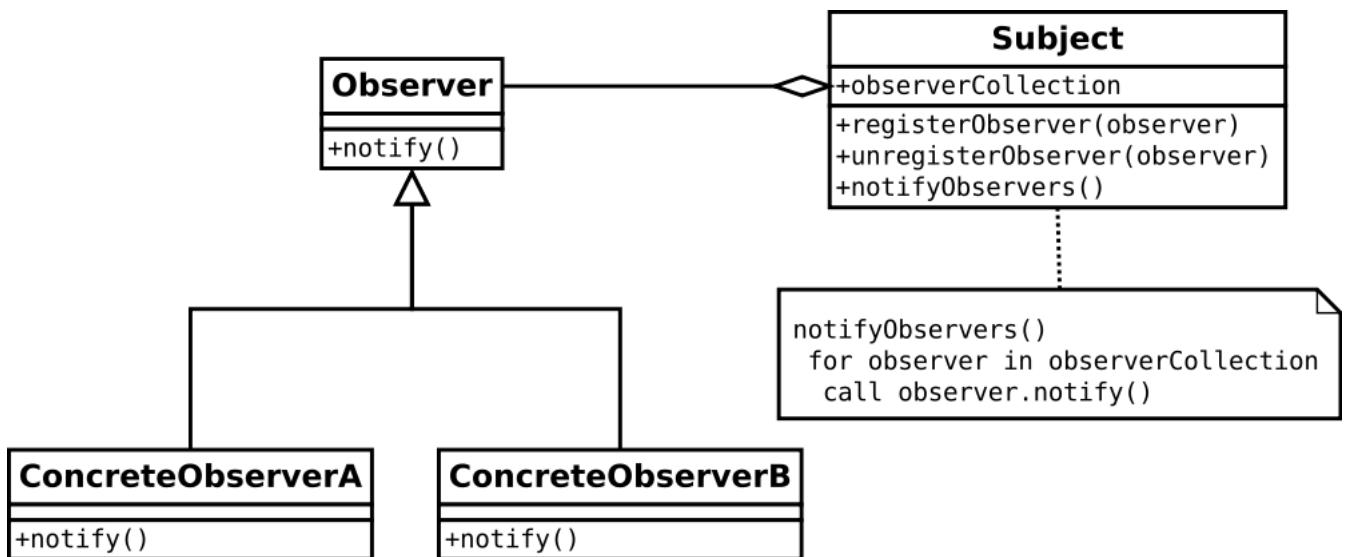 Observer
+notify()
Subject
+observerCollection
+registerObserver(observer)
+unregisterObserver(observer)
+notifyObservers()
notifyObservers()
 for observer in observerCollection
  call observer.notify()
ConcreteObserverA
+notify()
ConcreteObserverB
+notify()